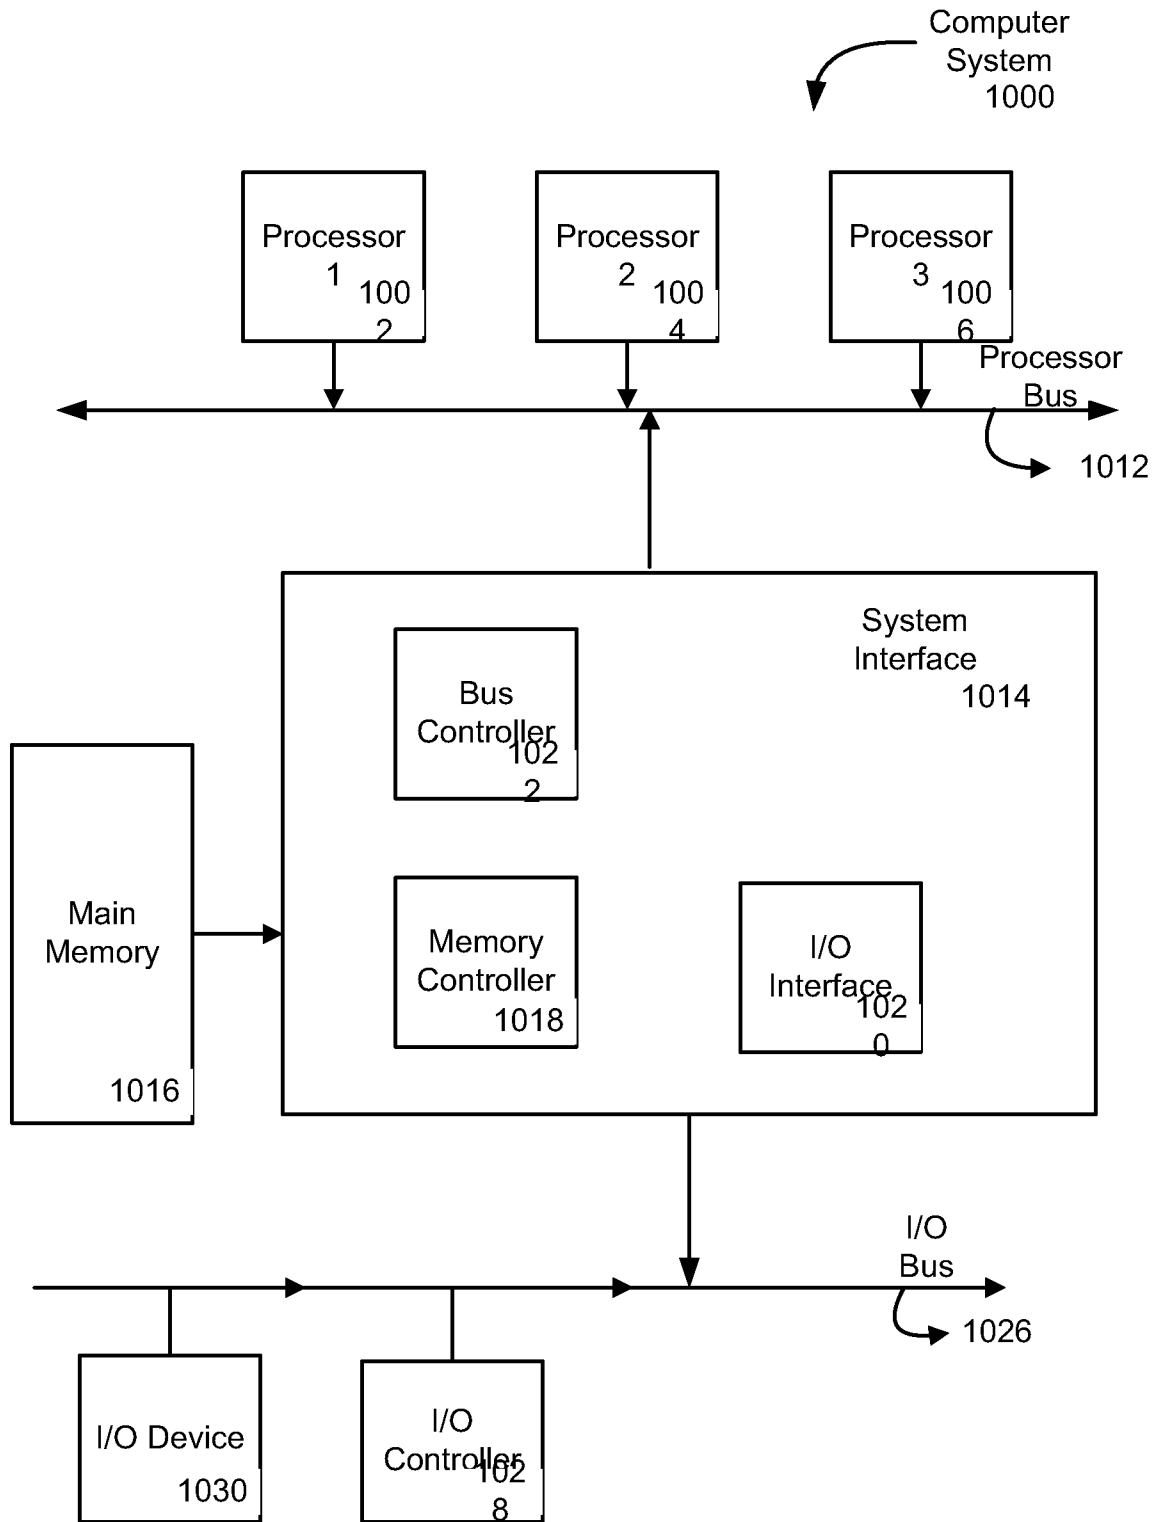 Computer
System
1000
Processor
1
100
2
Processor
2
100
4
Processor
3
100
6
Processor
Bus
1012
System
Interface
1014
Bus
Controller
102
2
Main
Memory
1016
Memory
Controller
1018
I/O
Interface
102
0
I/O
Bus
1026
I/O Device
1030
I/O
Controller
102
8